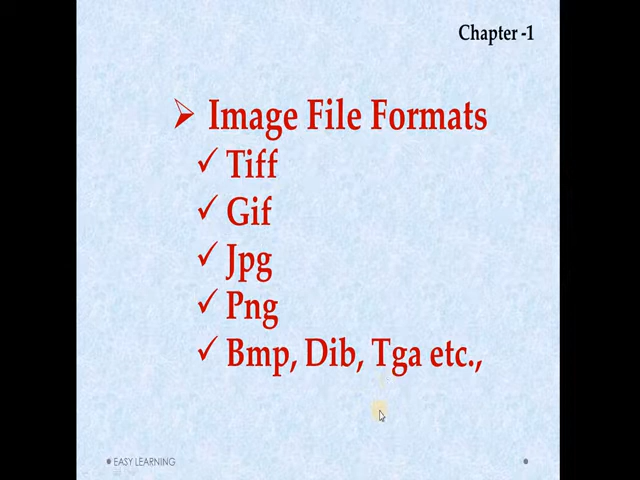 Chapter -1
Image File Formats
Tiff
Gif
Jpg
Png
Bmp, Dib, Tga etc.,
EASY LEARNING